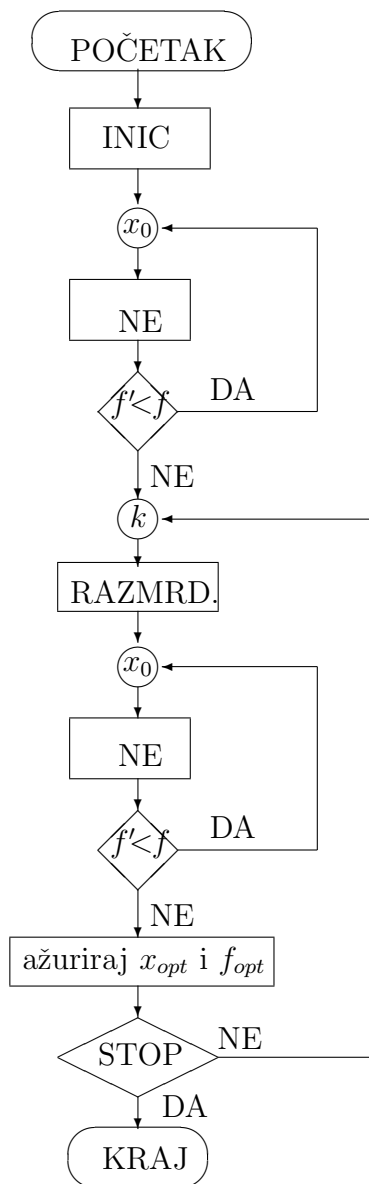 POČETAK
INIC
x₀
NE
f'<f
DA
NE
k
RAZMRD.
x₀
NE
f'<f
DA
NE
ažuriraj xₒₚₜ i fₒₚₜ
STOP
NE
DA
KRAJ